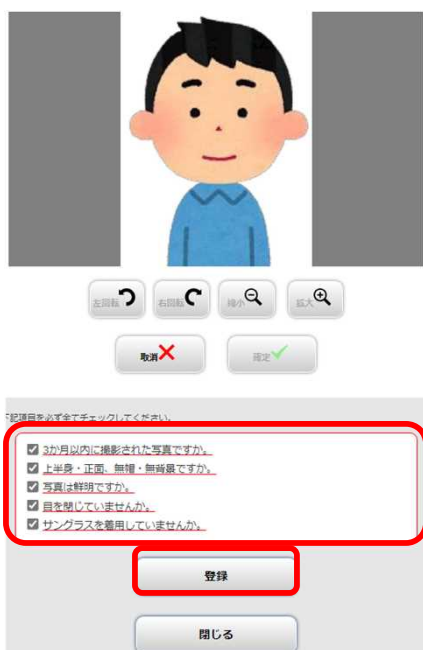 左回転
右回転
縮小
拡大
取消
確定
下記項目を必ず全てチェックしてください。
3か月以内に撮影された写真ですか。
上半身・正面、無帽・無背景ですか。
写真は鮮明ですか。
目を閉じていませんか。
サングラスを着用していませんか。
登録
閉じる